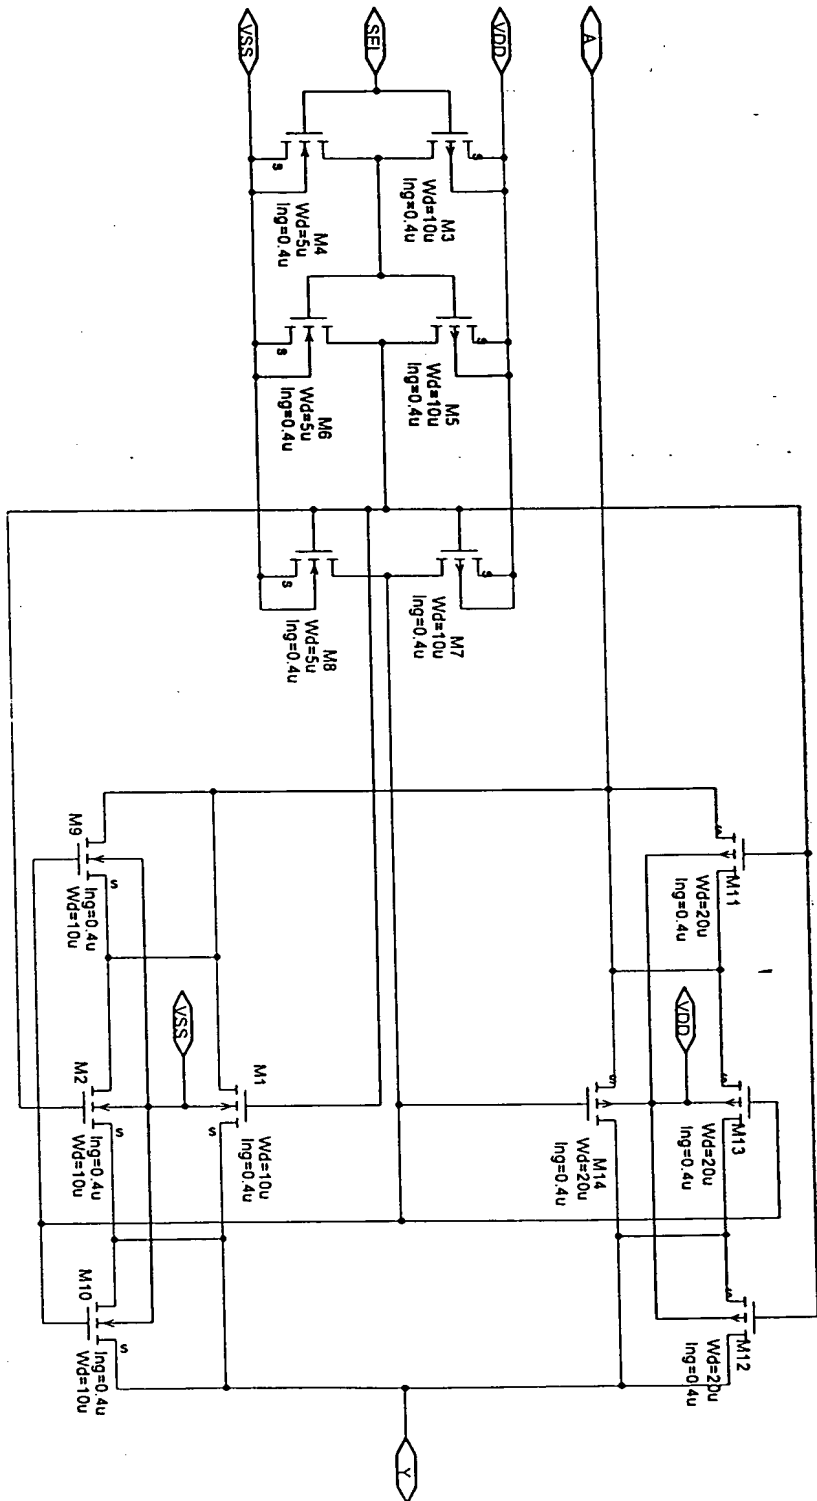 VSS
SEL
VDD
A
M3
Wd=10u
lng=0.4u
M4
Wd=5u
lng=0.4u
M5
Wd=10u
lng=0.4u
M6
Wd=5u
lng=0.4u
M7
Wd=10u
lng=0.4u
M8
Wd=5u
lng=0.4u
S
S
S
S
S
S
M9
lng=0.4u
Wd=10u
S
M11
Wd=20u
lng=0.4u
S
VSS
VDD
M2
lng=0.4u
Wd=10u
S
M1
Wd=10u
lng=0.4u
S
M14
Wd=20u
lng=0.4u
S
M13
Wd=20u
lng=0.4u
S
M10
lng=0.4u
Wd=10u
S
M12
Wd=20u
lng=0.4u
S
Y